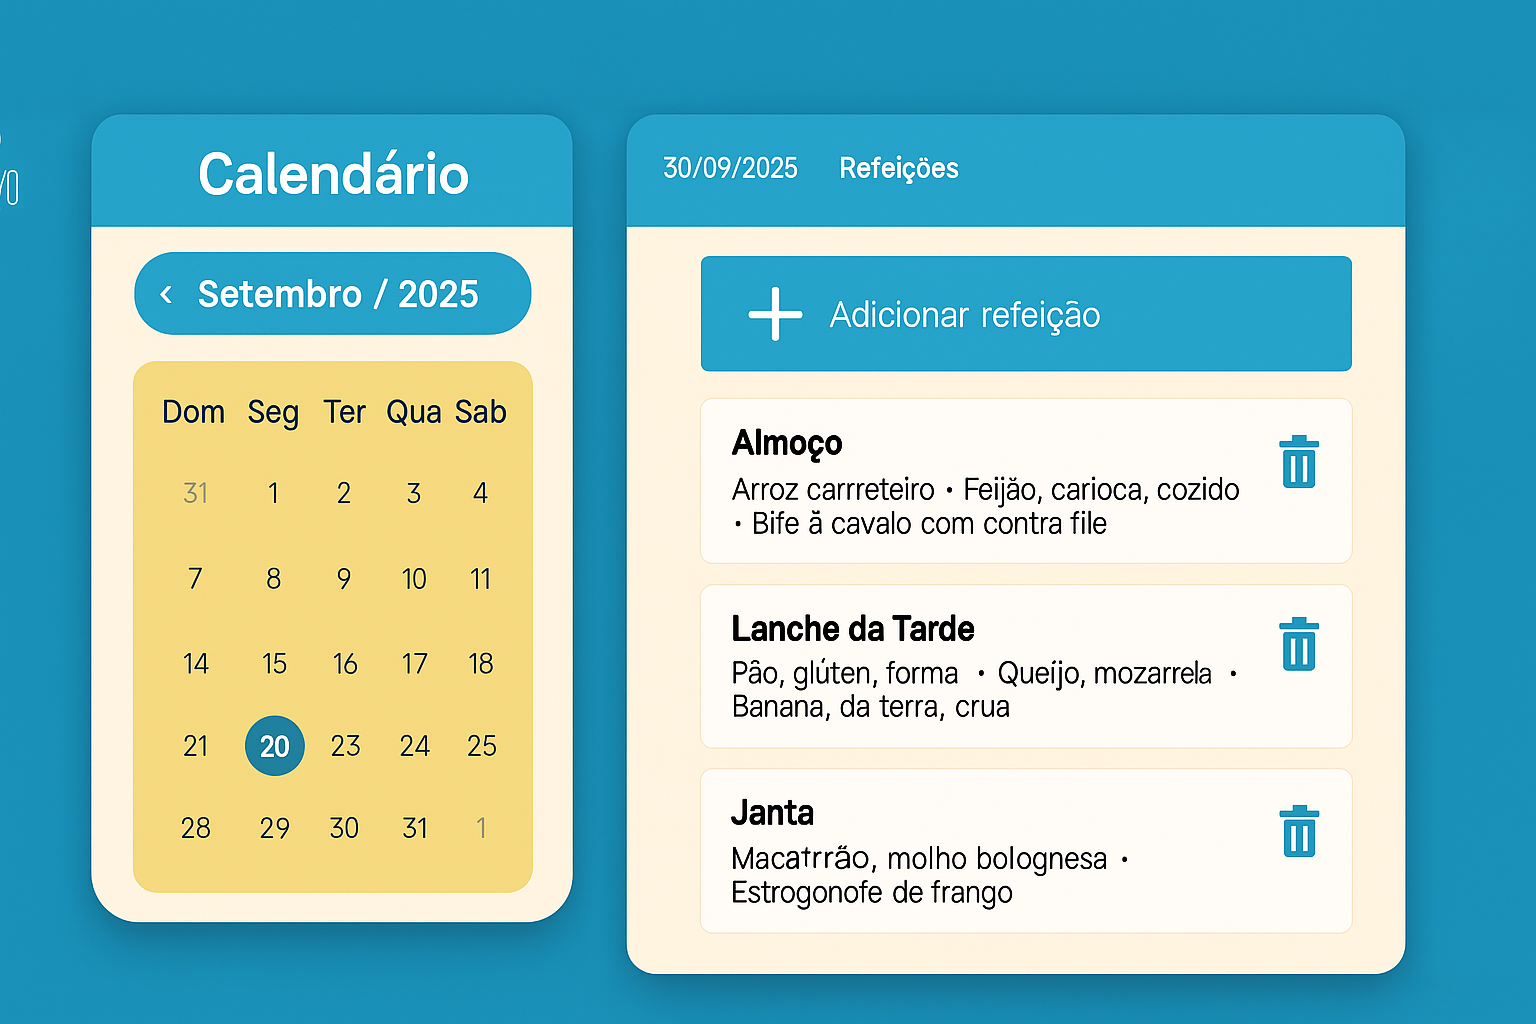 Calendário
‹ Setembro / 2025
Dom Seg Ter Qua Sab
31 1 2 3 4
7 8 9 10 11
14 15 16 17 18
21 20 23 24 25
28 29 30 31 1
30/09/2025 Refeições
Adicionar refeição
Almoço
Arroz carrreteiro • Feijão, carioca, cozido
• Bife ã cavalo com contra file
Lanche da Tarde
Pão, glúten, forma • Queíjo, mozarrela •
Banana, da terra, crua
Janta
Macatrrão, molho bolognesa •
Estrogonofe de frango